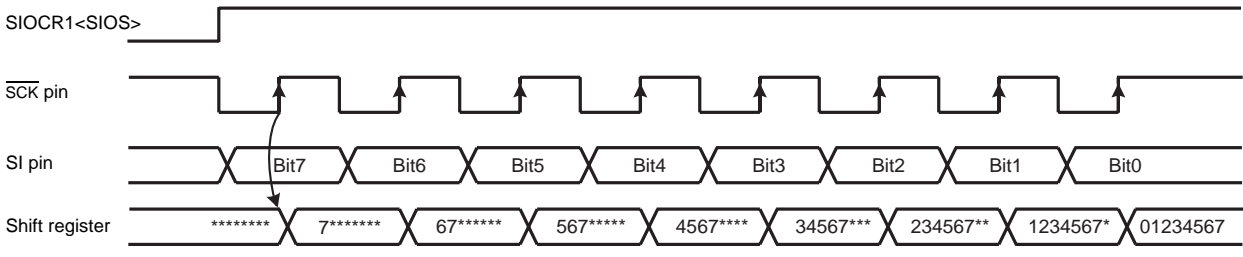 SIOCR1<SIOS>
SCK pin
SI pin Bit7 Bit6 Bit5 Bit4 Bit3 Bit2 Bit1 Bit0
Shift register ******** 7******* 67****** 567***** 4567**** 34567*** 234567** 1234567* 01234567